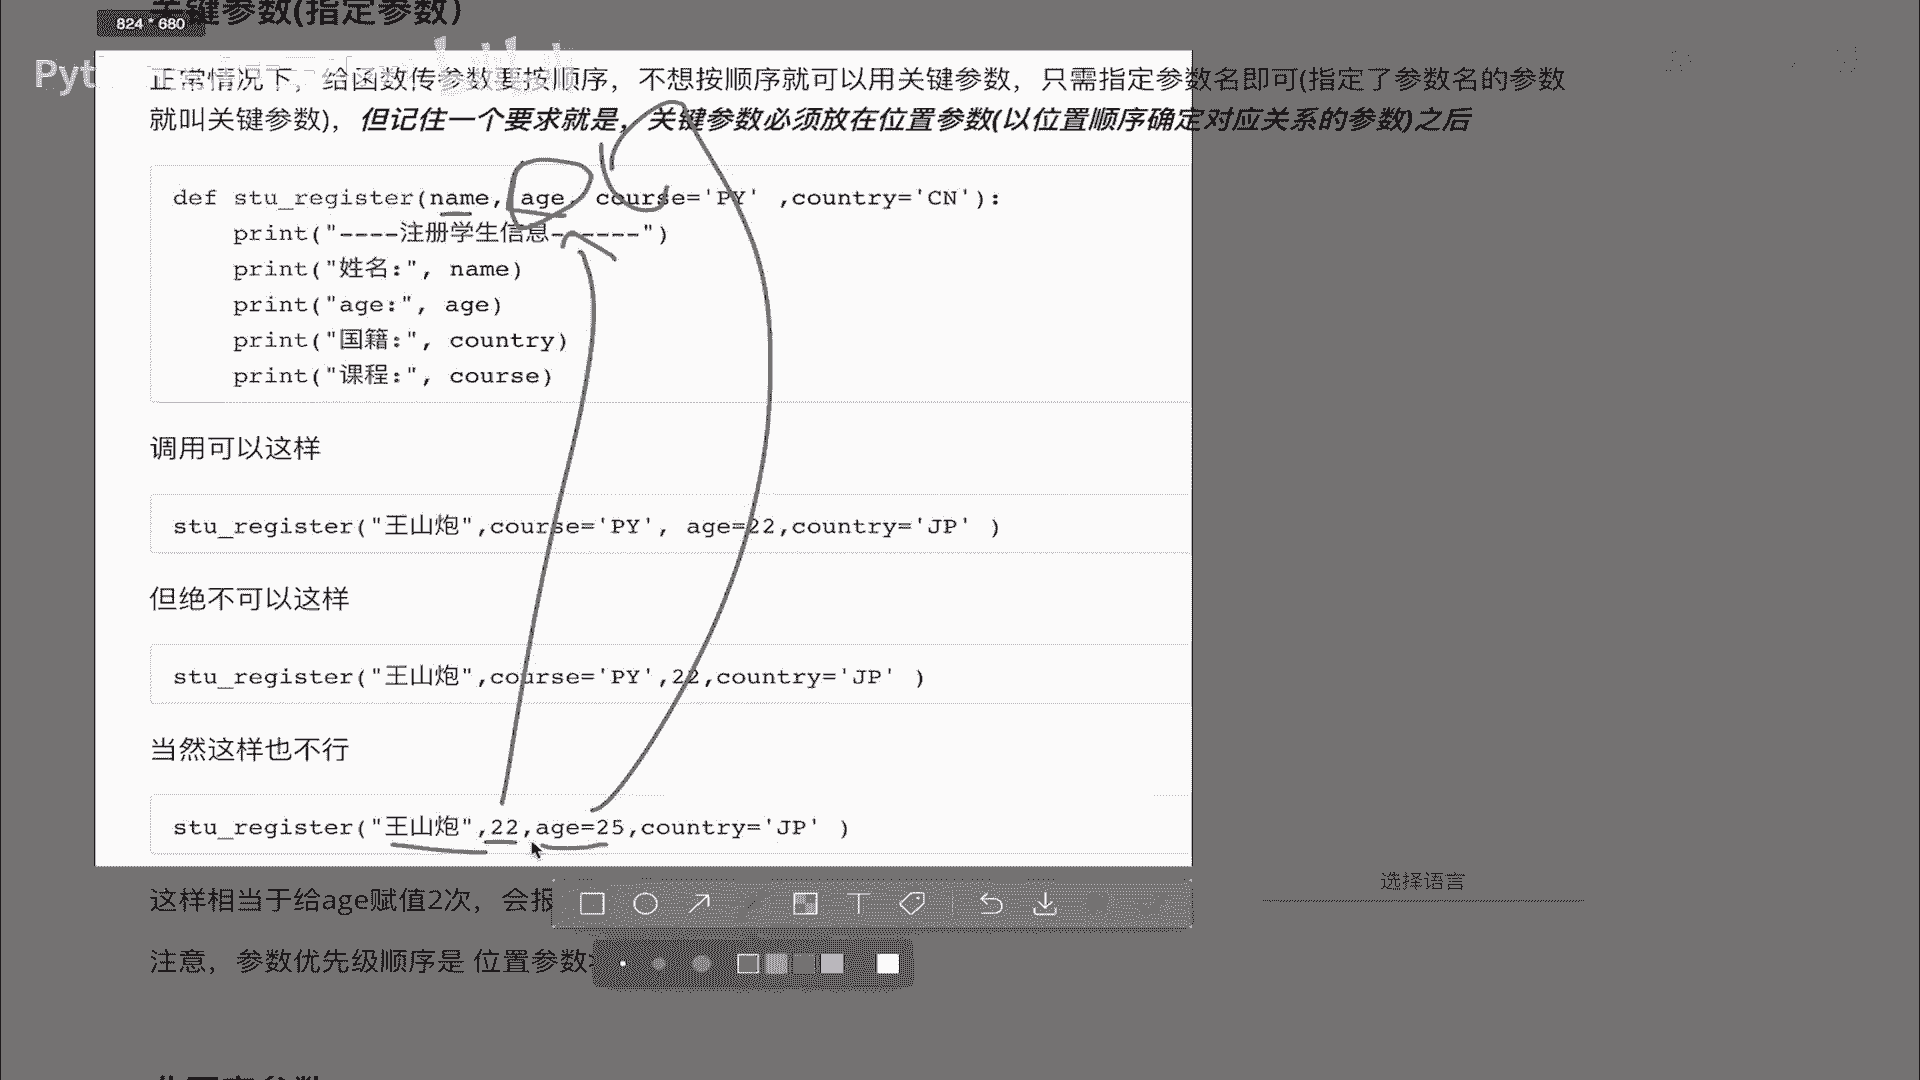 关键参数(指定参数)
824 * 680
Pyt
正常情况下，给函数传参数要按顺序，不想按顺序就可以用关键参数，只需指定参数名即可(指定了参数名的参数
就叫关键参数)，但记住一个要求就是，关键参数必须放在位置参数(以位置顺序确定对应关系的参数)之后
def stu_register(name, age, course='PY' ,country='CN'):
print("----注册学生信息------")
print("姓名:", name)
print("age:", age)
print("国籍:", country)
print("课程:", course)
调用可以这样
stu_register("王山炮",course='PY', age=22,country='JP' )
但绝不可以这样
stu_register("王山炮",course='PY',22,country='JP' )
当然这样也不行
stu_register("王山炮",22,age=25,country='JP' )
这样相当于给age赋值2次，会报
选择语言
注意，参数优先级顺序是 位置参数